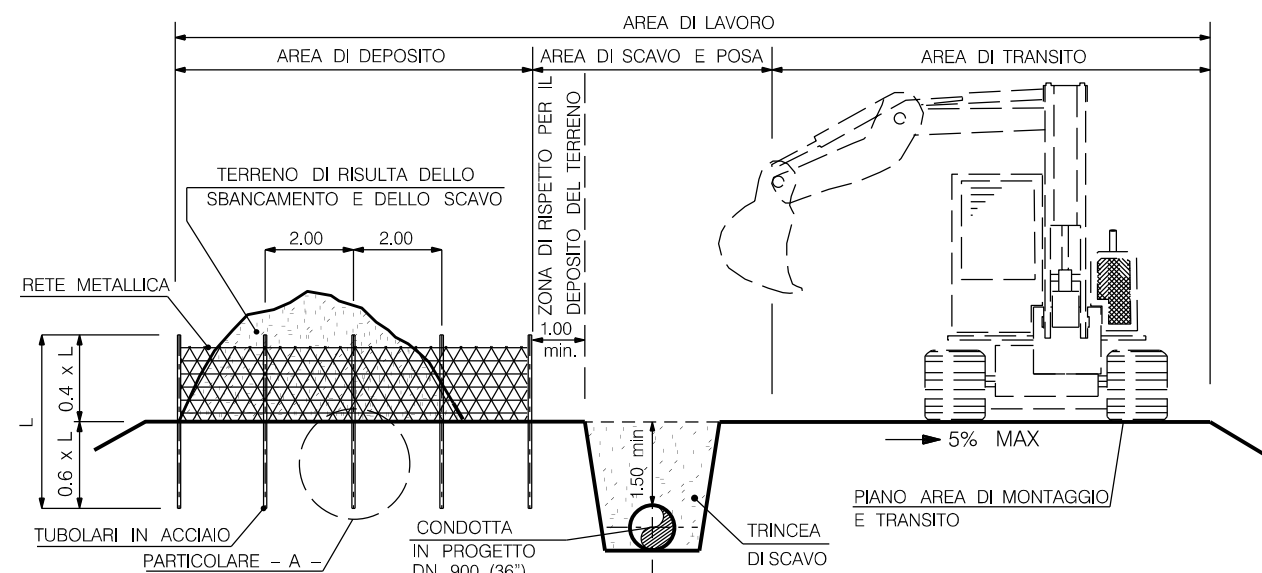 AREA DI LAVORO
AREA DI DEPOSITO
AREA DI SCAVO E POSA
AREA DI TRANSITO
ZONA DI RISPETTO PER IL
DEPOSITO DEL TERRENO
TERRENO DI RISULTA DELLO
SBANCAMENTO E DELLO SCAVO
2.00
2.00
RETE METALLICA
1.00
min.
L
0.4 x L
0.6 x L
1.50 min
5% MAX
PIANO AREA DI MONTAGGIO
E TRANSITO
TUBOLARI IN ACCIAIO
PARTICOLARE - A -
CONDOTTA
IN PROGETTO
DN 900 (36")
TRINCEA
DI SCAVO